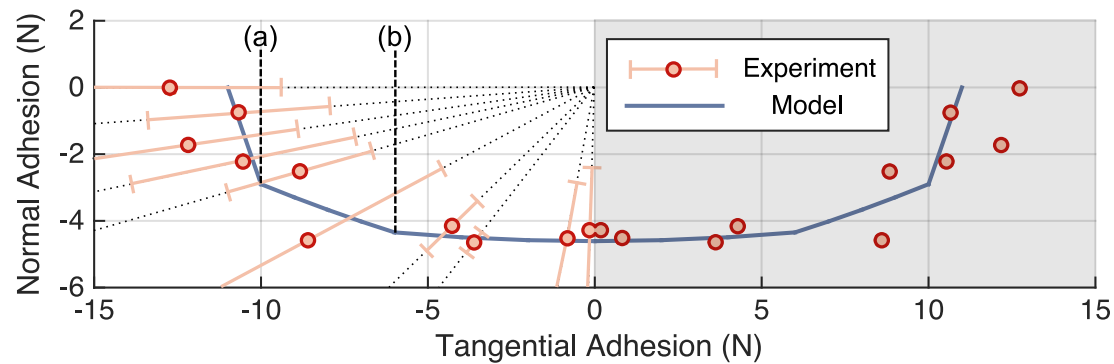 Normal Adhesion (N)
2
0
-2
-4
-6
(a)
(b)
Experiment
Model
-15
-10
-5
0
5
10
15
Tangential Adhesion (N)